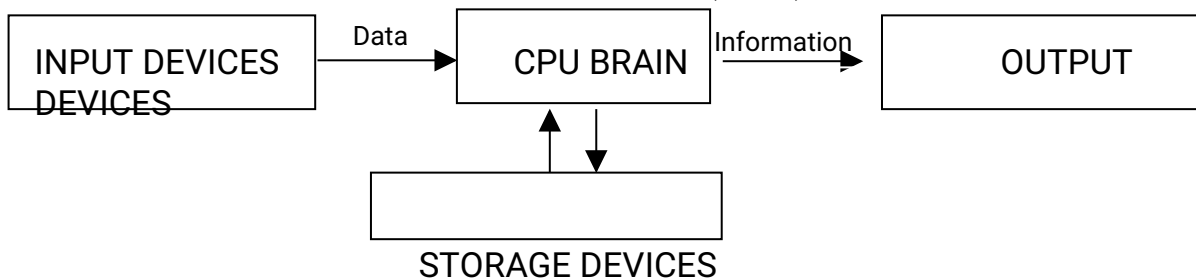 Data
Information
INPUT DEVICES CPU BRAIN OUTPUT
DEVICES
STORAGE DEVICES